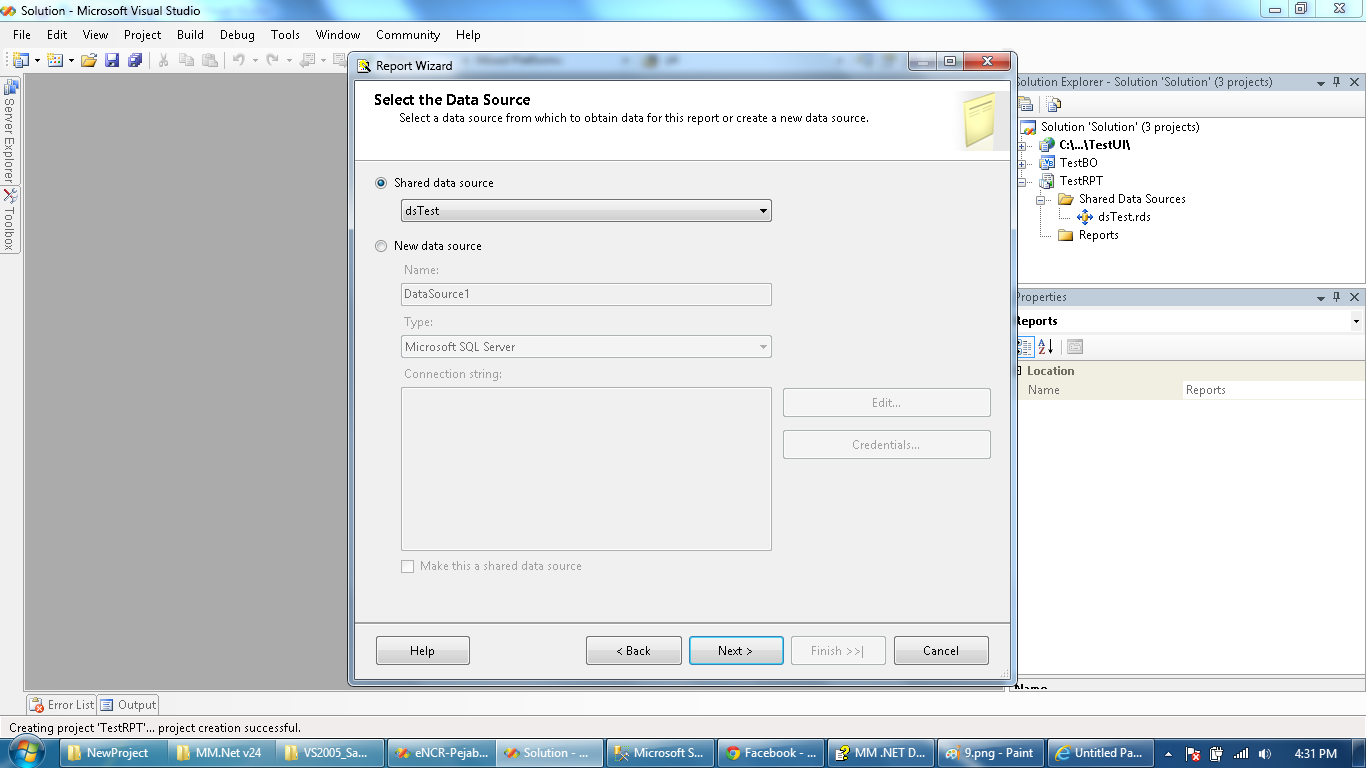 Solution - Microsoft Visual Studio
File Edit View Project Build Debug Tools Window Community Help
Server Explorer
Toolbox
Report Wizard
Select the Data Source
Select a data source from which to obtain data for this report or create a new data source.
Shared data source
dsTest
New data source
Name:
DataSource1
Type:
Microsoft SQL Server
Connection string:
Edit...
Credentials...
Make this a shared data source
Help < Back Next > Finish >>| Cancel
Solution Explorer - Solution 'Solution' (3 projects)
Solution 'Solution' (3 projects)
C:\...\TestUI\
TestBO
TestRPT
Shared Data Sources
dsTest.rds
Reports
Properties
Reports
Location
Name Reports
Name
Error List Output
Creating project 'TestRPT'... project creation successful.
NewProject MM.Net v24 VS2005_Sa... eNCR-Pejab... Solution - ... Microsoft S... Facebook - ... MM .NET D... 9.png - Paint Untitled Pa... 4:31 PM